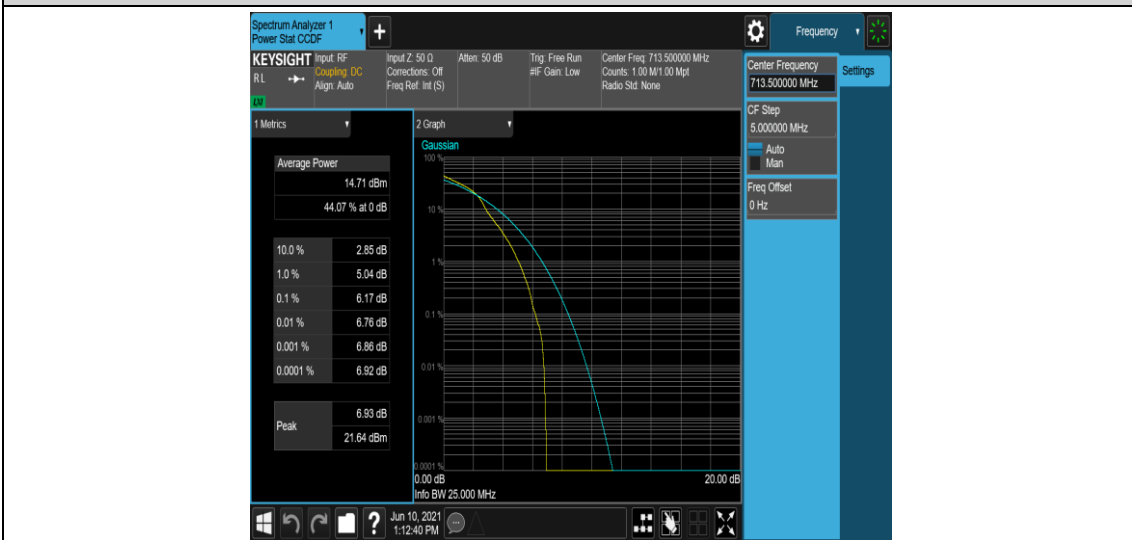 Spectrum Analyzer 1
Power Stat CCDF
+
Frequency
KEYSIGHT
RL
LXI
Input: RF
Coupling: DC
Align: Auto
Input Z: 50 Ω
Corrections: Off
Freq Ref: Int (S)
Atten: 50 dB
Trig: Free Run
#IF Gain: Low
Center Freq: 713.500000 MHz
Counts: 1.00 M/1.00 Mpt
Radio Std: None
Center Frequency
713.500000 MHz
Settings
CF Step
5.000000 MHz
Auto
Man
Freq Offset
0 Hz
1 Metrics
Average Power
14.71 dBm
44.07 % at 0 dB
10.0 % 2.85 dB
1.0 % 5.04 dB
0.1 % 6.17 dB
0.01 % 6.76 dB
0.001 % 6.86 dB
0.0001 % 6.92 dB
Peak
6.93 dB
21.64 dBm
2 Graph
Gaussian
100 %
10 %
1 %
0.1 %
0.01 %
0.001 %
0.0001 %
0.00 dB 20.00 dB
Info BW 25.000 MHz
?
Jun 10, 2021
1:12:40 PM